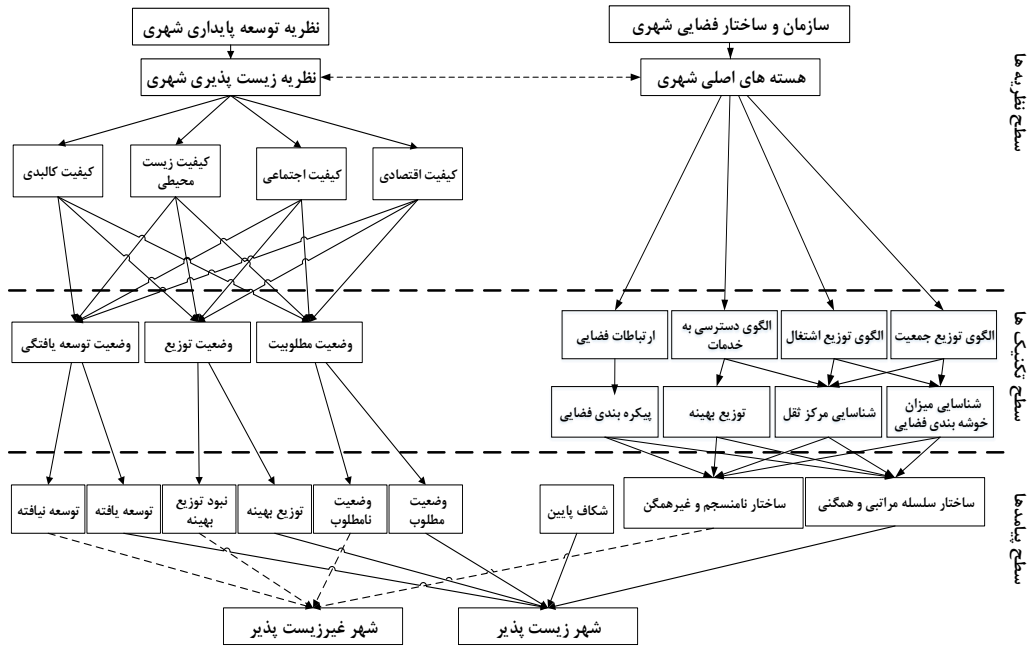 سازمان و ساختار فضایی شهری
نظریه توسعه پایداری شهری
هسته های اصلی شهری
نظریه زیست پذیری شهری
سطح نظریه ها
کیفیت اقتصادی
کیفیت اجتماعی
کیفیت زیست
محیطی
کیفیت کالبدی
الگوی توزیع جمعیت
الگوی توزیع اشتغال
الگوی دسترسی به
خدمات
ارتباطات فضایی
وضعیت مطلوبیت
وضعیت توزیع
وضعیت توسعه یافتگی
سطح تکنیک ها
شناسایی میزان
خوشه بندی فضایی
شناسایی مرکز ثقل
توزیع بهینه
پیکره بندی فضایی
ساختار سلسله مراتبی و همگنی
ساختار نامنسجم و غیرهمگن
شکاف پایین
وضعیت
مطلوب
وضعیت
نامطلوب
توزیع بهینه
نبود توزیع
بهینه
توسعه یافته
توسعه نیافته
سطح پیامدها
شهر زیست پذیر
شهر غیرزیست پذیر